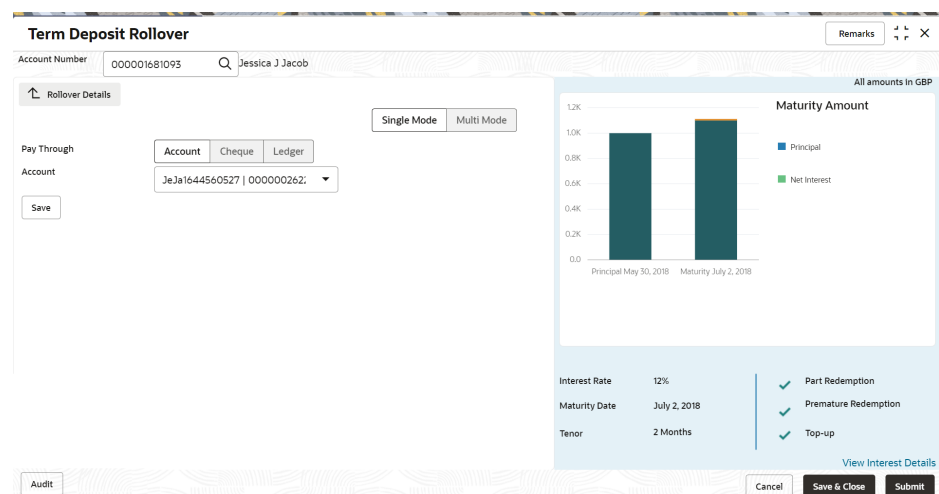 Term Deposit Rollover
Remarks
Account Number
000001681093
Jessica J Jacob
Rollover Details
Single Mode
Multi Mode
Pay Through
Account
Cheque
Ledger
Account
JeJa1644560527 | 0000002622
Save
All amounts in GBP
Maturity Amount
1.2K
1.0K
0.8K
0.6K
0.4K
0.2K
0.0
Principal May 30, 2018
Maturity July 2, 2018
Principal
Net Interest
Interest Rate
12%
Part Redemption
Maturity Date
July 2, 2018
Premature Redemption
Tenor
2 Months
Top-up
View Interest Details
Audit
Cancel
Save & Close
Submit